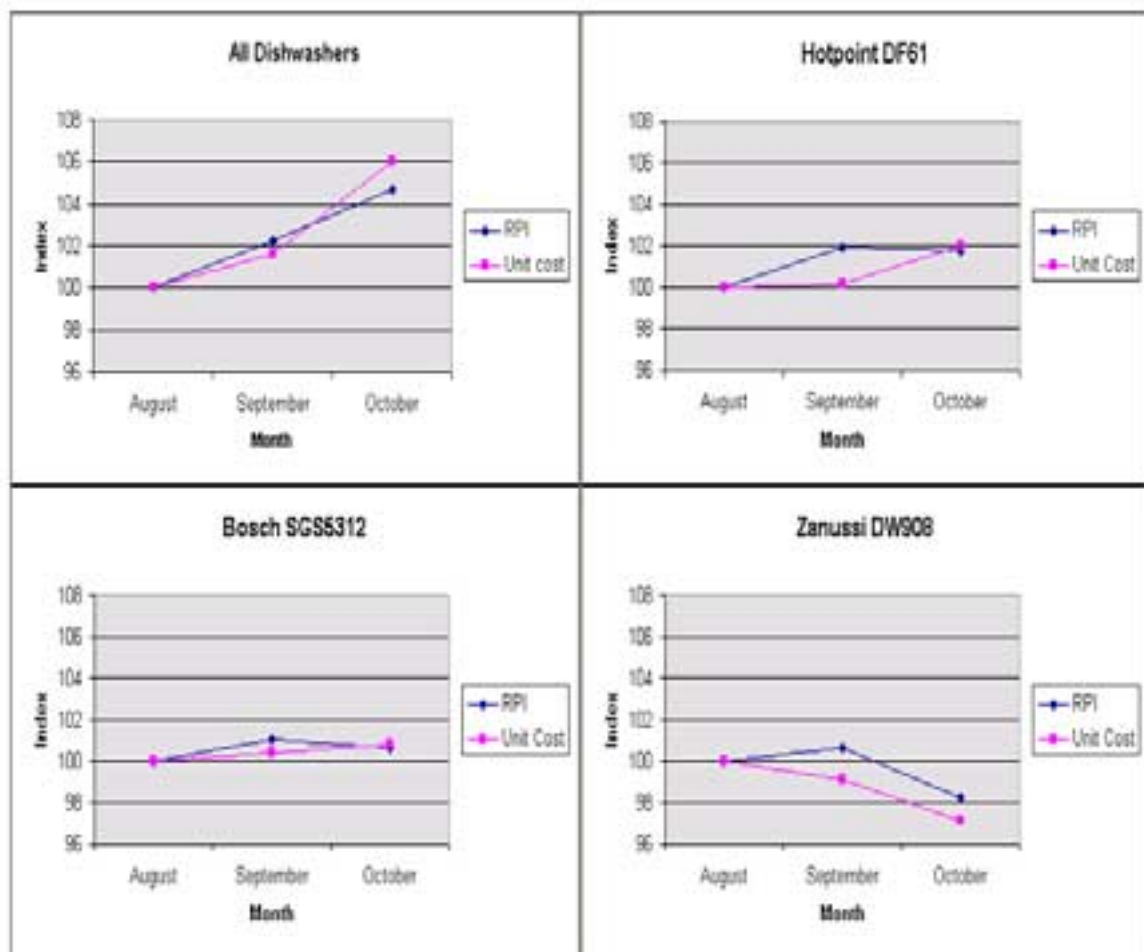 All Dishwashers
108
106
104
102
100
98
96
Index
August September October
Month
RPI
Unit cost
Hotpoint DF61
108
106
104
102
100
98
96
Index
August September October
Month
RPI
Unit Cost
Bosch SGS5312
108
106
104
102
100
98
96
Index
August September October
Month
RPI
Unit Cost
Zanussi DW908
108
106
104
102
100
98
96
Index
August September October
Month
RPI
Unit Cost